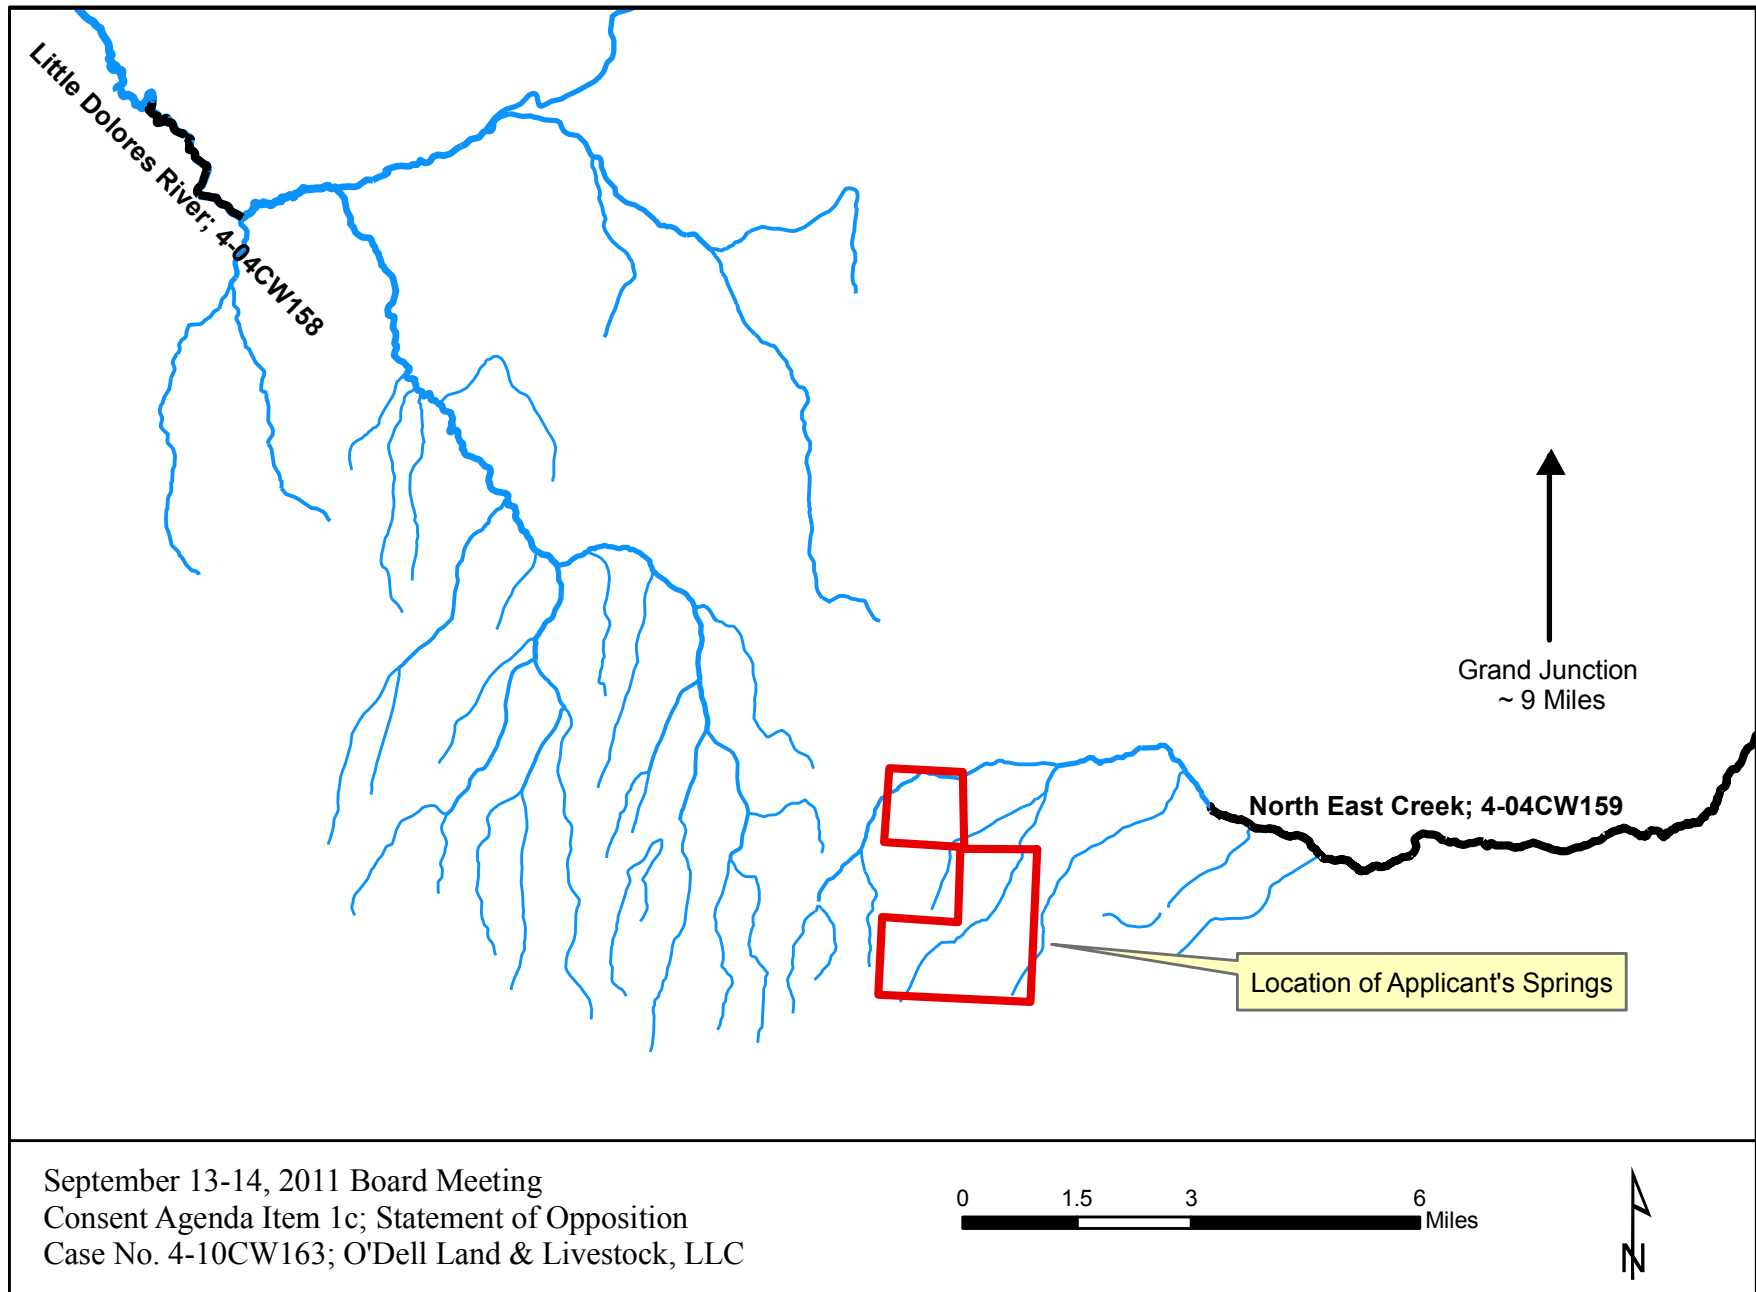 Little Dolores River; 4-04CW158
Grand Junction
~ 9 Miles
North East Creek; 4-04CW159
Location of Applicant's Springs
September 13-14, 2011 Board Meeting
Consent Agenda Item 1c; Statement of Opposition
Case No. 4-10CW163; O'Dell Land & Livestock, LLC
0 1.5 3 6
Miles
N